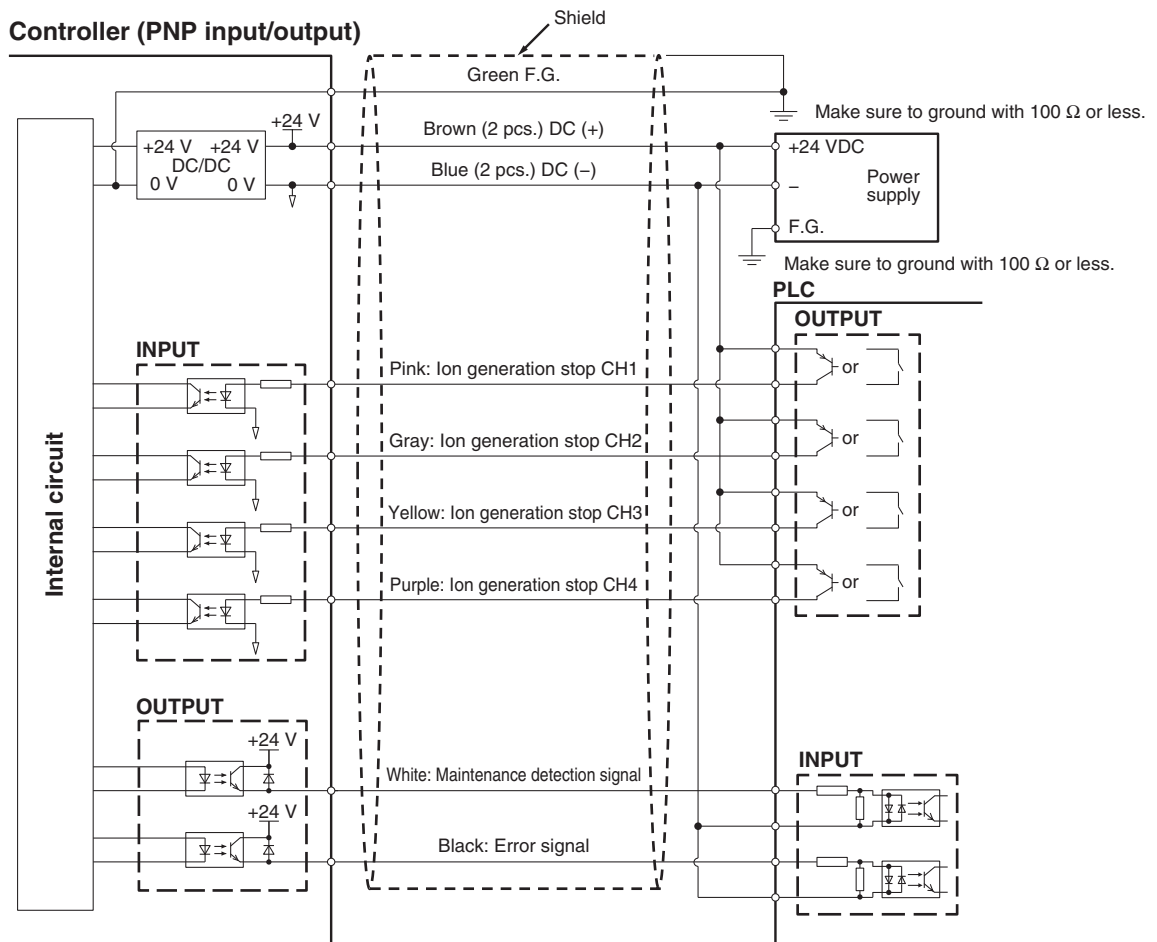 Shield
Controller (PNP input/output)
Green F.G.
Make sure to ground with 100 Ω or less.
+24 V
Brown (2 pcs.) DC (+)
+24 V +24 V
DC/DC
0 V 0 V
Blue (2 pcs.) DC (−)
+24 VDC
−
Power
supply
F.G.
Make sure to ground with 100 Ω or less.
PLC
OUTPUT
INPUT
Pink: Ion generation stop CH1
or
Gray: Ion generation stop CH2
or
Yellow: Ion generation stop CH3
or
Purple: Ion generation stop CH4
or
Internal circuit
OUTPUT
+24 V
White: Maintenance detection signal
INPUT
+24 V
Black: Error signal